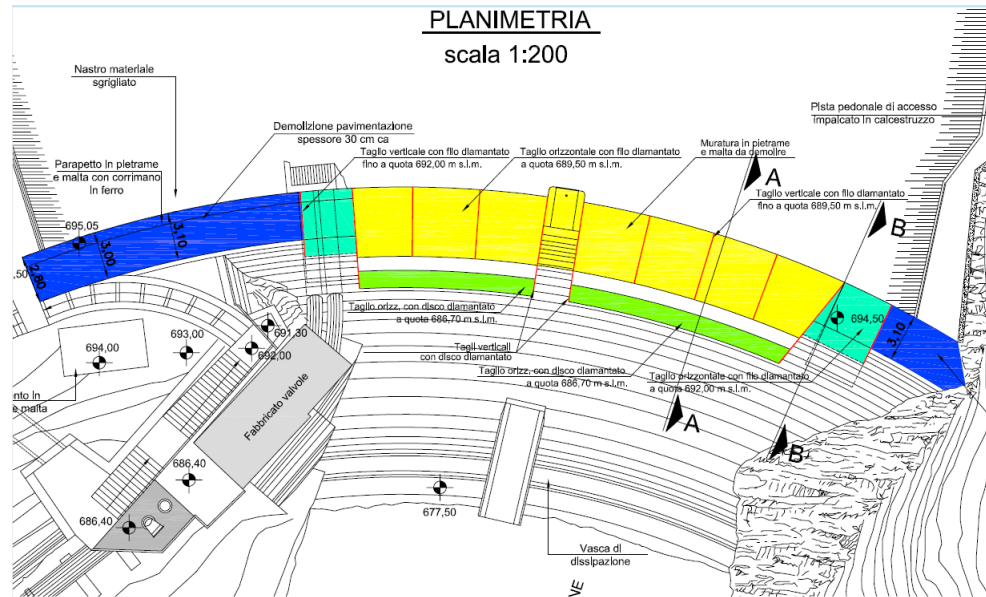 PLANIMETRIA
scala 1:200
Nastro materiale
sgrigliato
Pista pedonale di accesso
impalcato in calcestruzzo
Demolizione pavimentazione
spessore 30 cm ca
Taglio verticale con filo diamantato
fino a quota 692,00 m s.l.m.
Taglio orizzontale con filo diamantato
a quota 689,50 m s.l.m.
Muratura in pietrame
e malta da demolire
Parapetto in pietrame
e malta con corrimano
in ferro
A
Taglio verticale con filo diamantato
fino a quota 689,50 m s.l.m.
B
695,05
3,10
3,00
2,80
,50
Taglio orizz. con disco diamantato
a quota 686,70 m s.l.m.
694,50
3,10
691,30
693,00
692,00
694,00
Tagli verticali
con disco diamantato
Taglio orizz. con disco diamantato
a quota 686,70 m s.l.m.
Taglio orizzontale con filo diamantato
a quota 692,00 m s.l.m.
nto in
e malta
Fabbricato valvole
A
B
686,40
677,50
686,40
Vasca di
dissipazione
NE